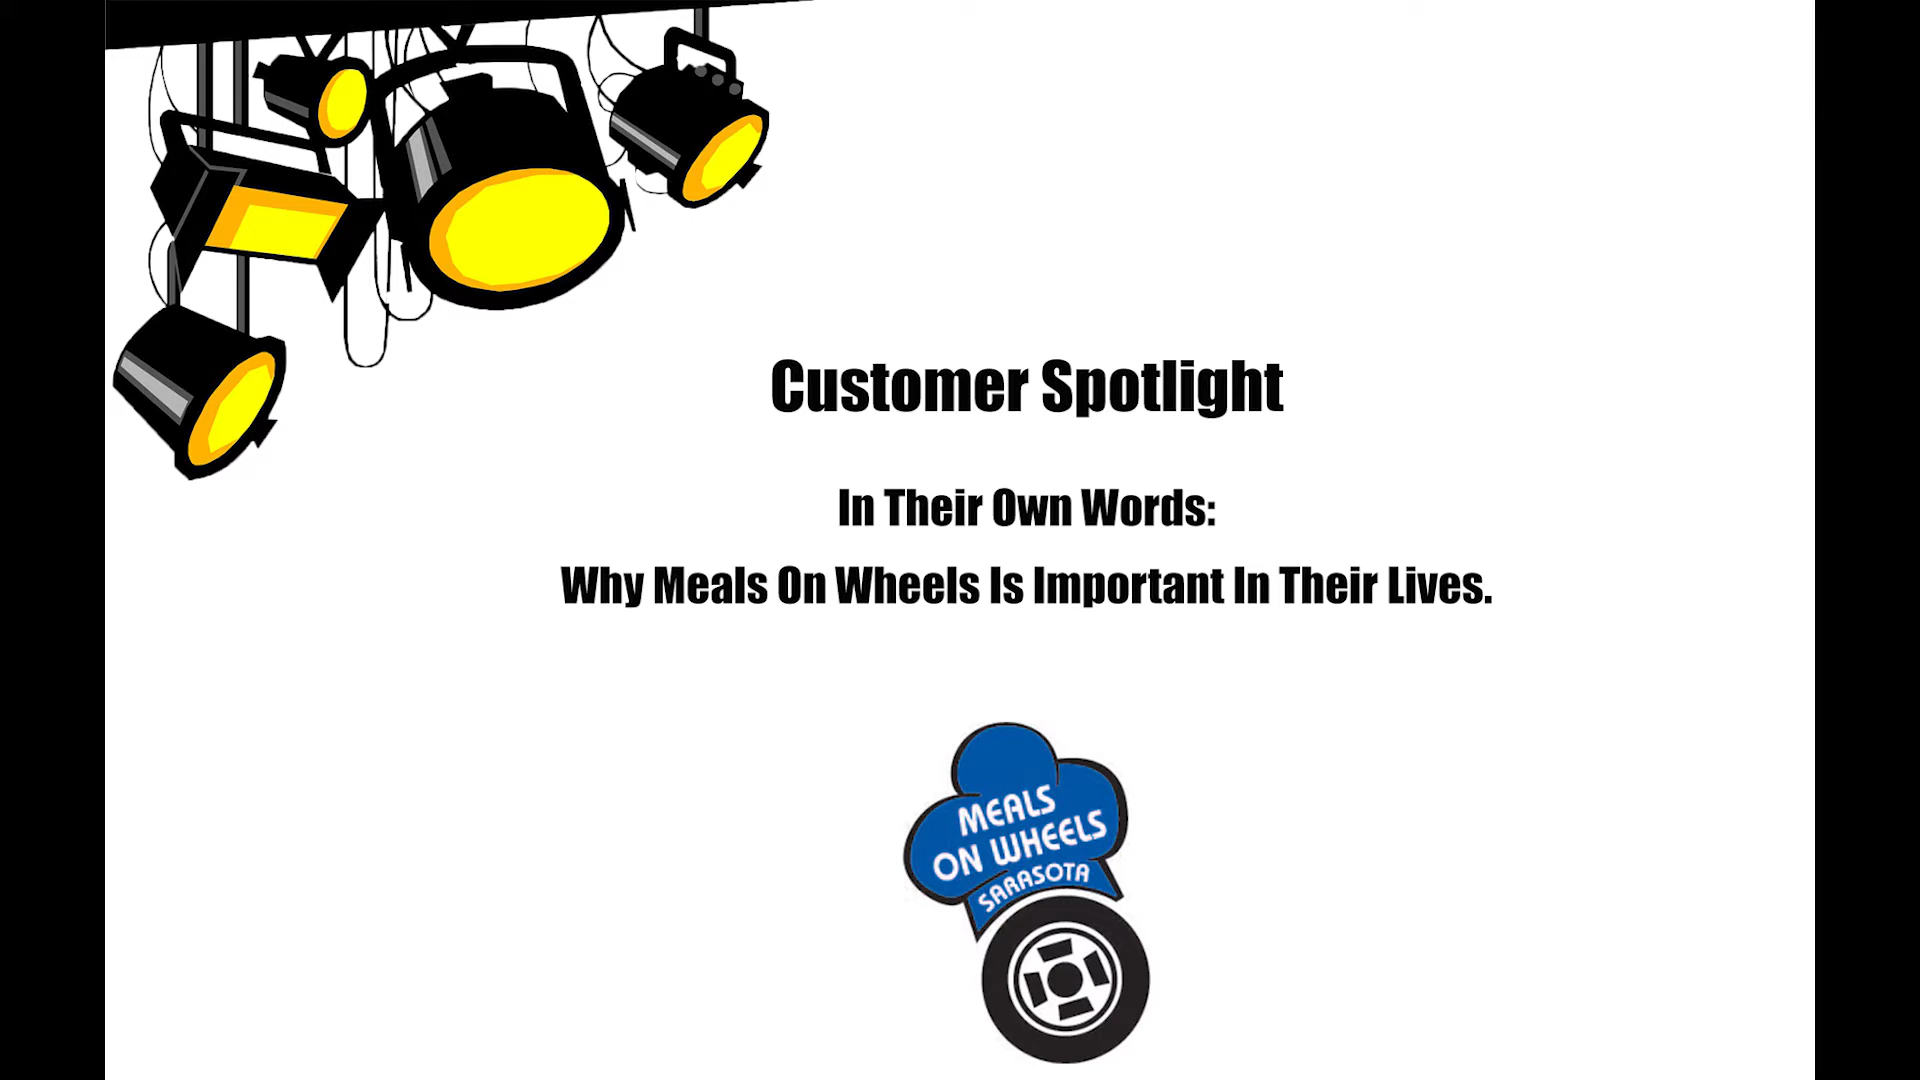 Customer Spotlight
In Their Own Words:
Why Meals On Wheels Is Important In Their Lives.
MEALS
ON WHEELS
SARASOTA